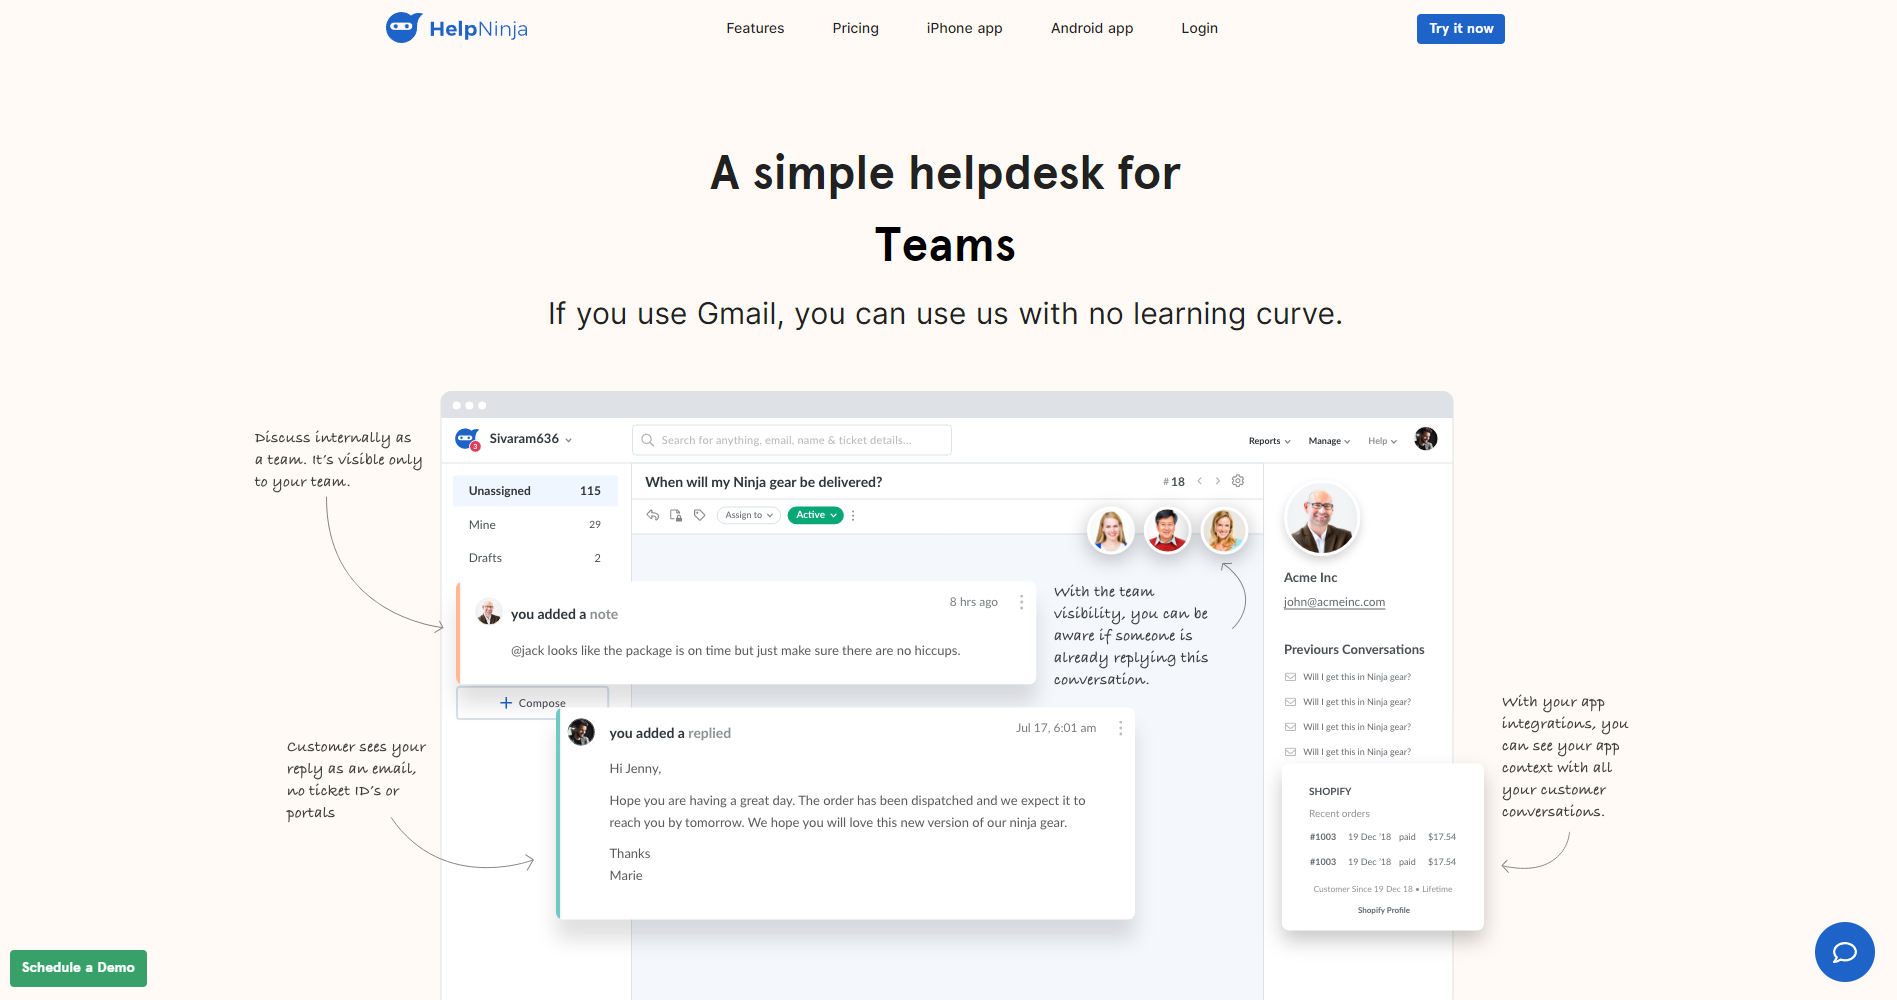 HelpNinja
Features Pricing iPhone app Android app Login
Try it now
A simple helpdesk for
Teams
If you use Gmail, you can use us with no learning curve.
Discuss internally as
a team. It's visible only
to your team.
3
Sivaram636
Search for anything, email, name & ticket details...
Reports Manage Help
Unassigned 115
Mine 29
Drafts 2
When will my Ninja gear be delivered?
#18
Assign to Active
you added a note
8 hrs ago
@jack looks like the package is on time but just make sure there are no hiccups.
With the team
visibility, you can be
aware if someone is
already replying this
conversation.
Compose
you added a replied
Jul 17, 6:01 am
Hi Jenny,
Hope you are having a great day. The order has been dispatched and we expect it to
reach you by tomorrow. We hope you will love this new version of our ninja gear.
Thanks
Marie
Customer sees your
reply as an email,
no ticket ID's or
portals
Acme Inc
john@acmeinc.com
Previours Conversations
Will I get this in Ninja gear?
Will I get this in Ninja gear?
Will I get this in Ninja gear?
Will I get this in Ninja gear?
SHOPIFY
Recent orders
#1003 19 Dec '18 paid $17.54
#1003 19 Dec '18 paid $17.54
Customer Since 19 Dec 18 • Lifetime
Shopify Profile
With your app
integrations, you
can see your app
context with all
your customer
conversations.
Schedule a Demo